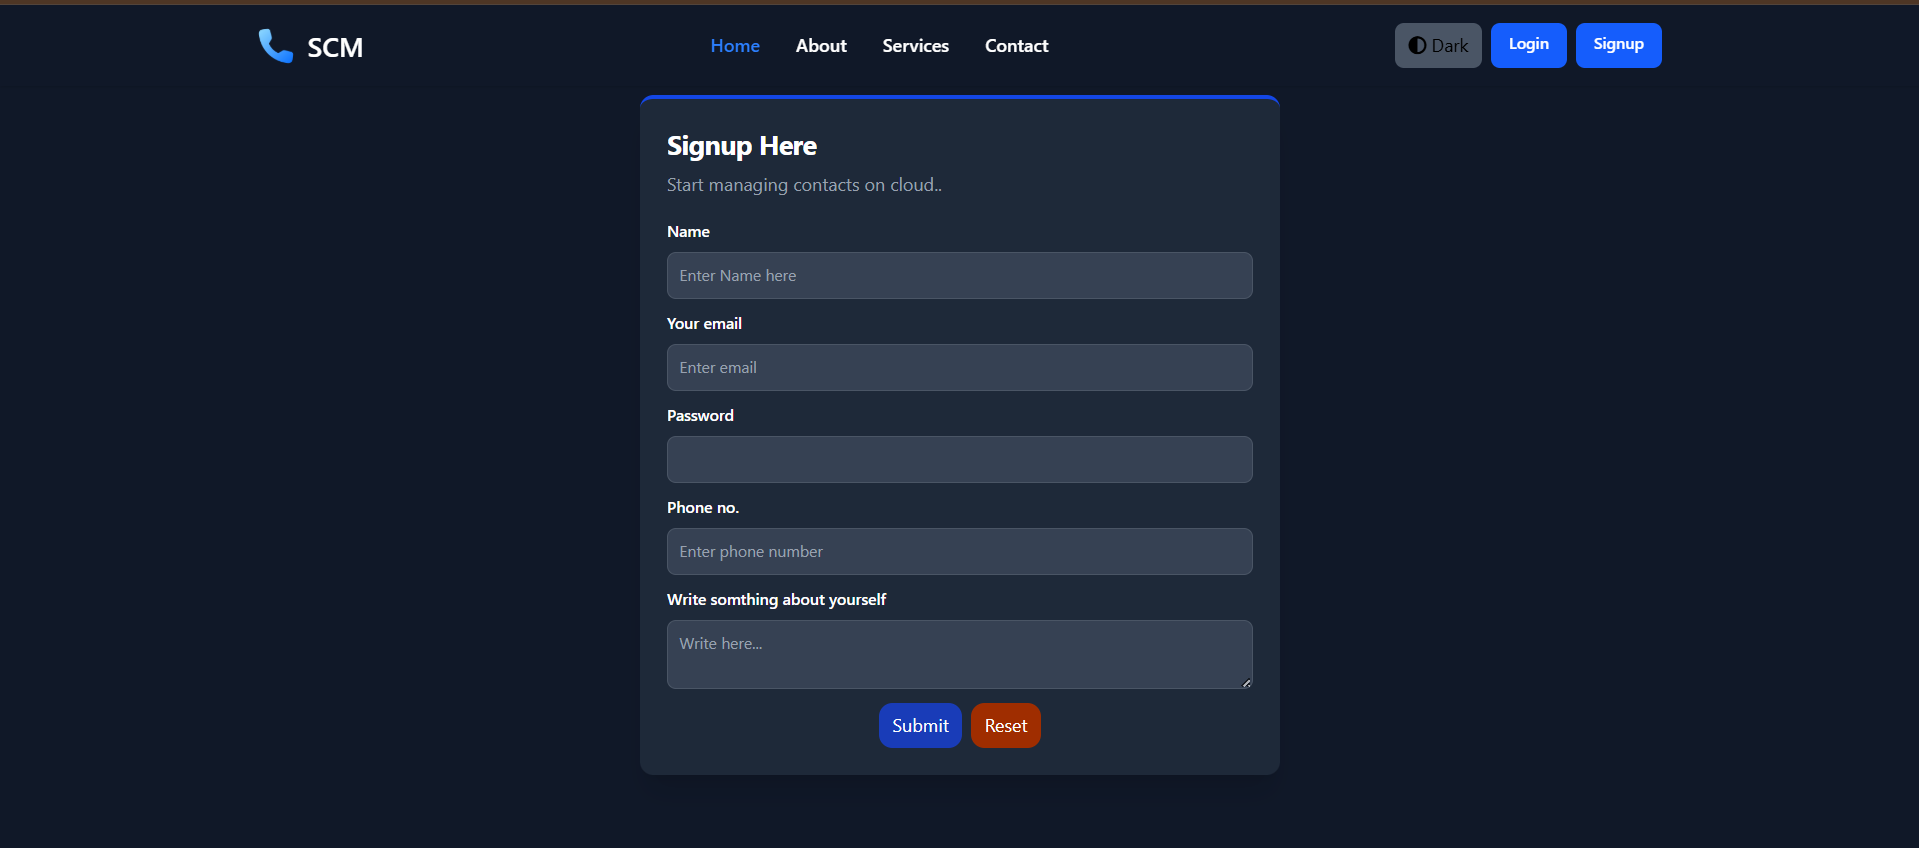 SCM
Home About Services Contact
Dark Login Signup
Signup Here
Start managing contacts on cloud..
Name
Enter Name here
Your email
Enter email
Password
Phone no.
Enter phone number
Write somthing about yourself
Write here...
Submit Reset